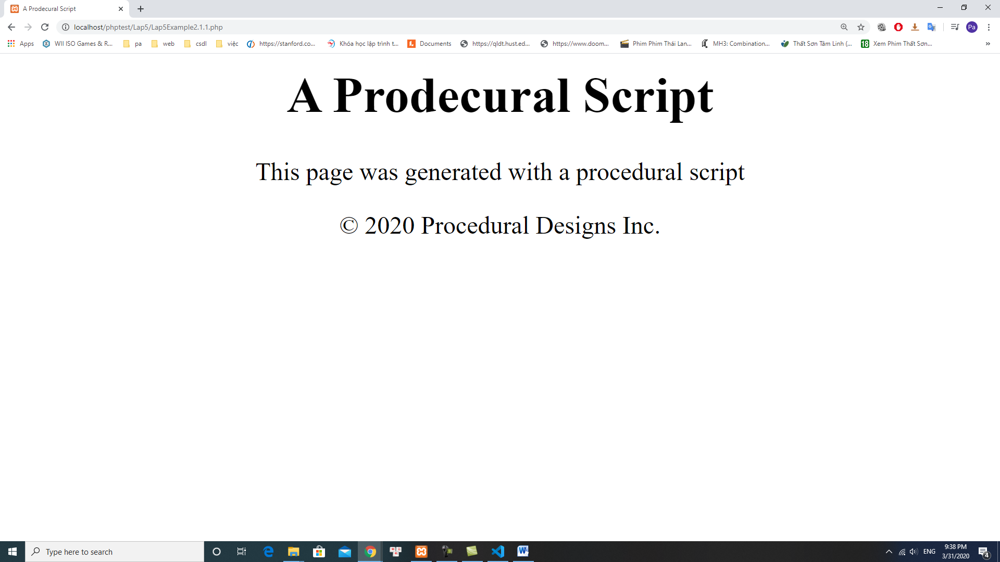 A Prodecural Script
localhost/phptest/Lap5/Lap5Example2.1.1.php
Pa
Apps WII ISO Games & R... pa web csdl việc https://stanford.co... Khóa học lập trình t... Documents https://qldt.hust.ed... https://www.doom... Phim Phim Thái Lan... MH3: Combination... Thất Sơn Tâm Linh (... 18 Xem Phim Thất Sơn... »
A Prodecural Script
This page was generated with a procedural script
© 2020 Procedural Designs Inc.
Type here to search
ENG
9:38 PM
3/31/2020
4